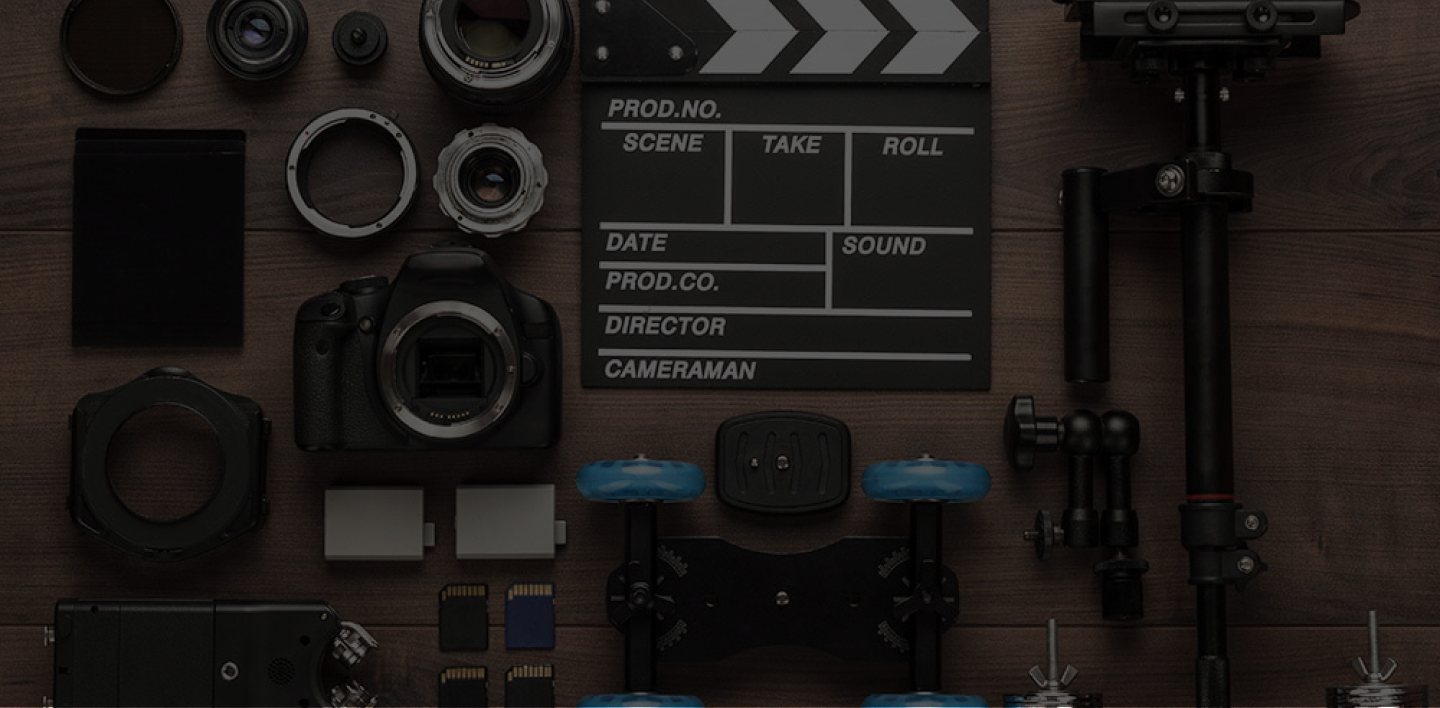 PROD.NO.
SCENE TAKE ROLL
DATE SOUND
PROD.CO.
DIRECTOR
CAMERAMAN